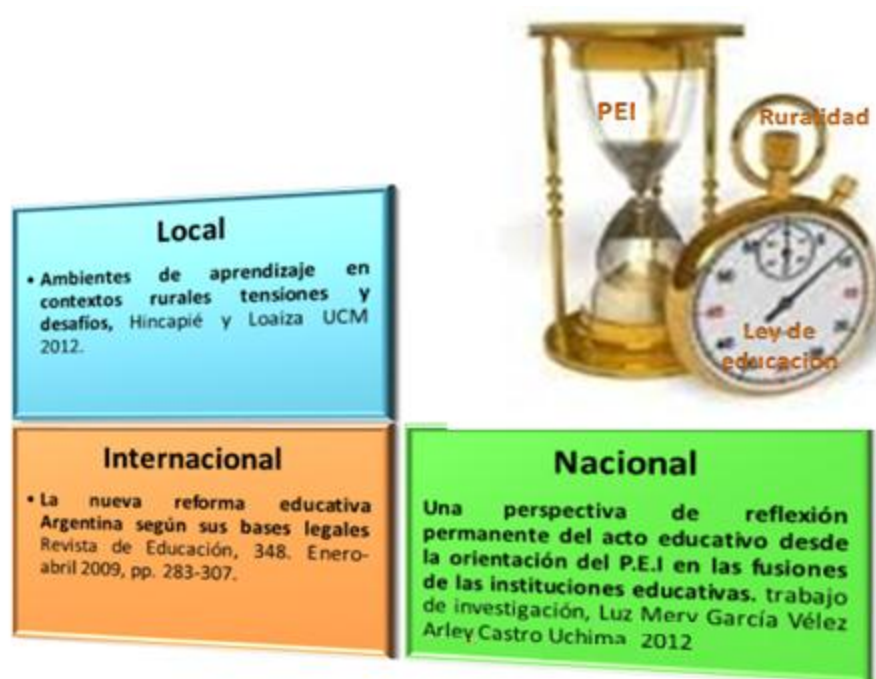 PEI
Ruralidad
Ley de
educación
Local
• Ambientes de aprendizaje en
contextos rurales tensiones y
desafíos, Hincapié y Loaiza UCM
2012.
Internacional
• La nueva reforma educativa
Argentina según sus bases legales
Revista de Educación, 348. Enero-
abril 2009, pp. 283-307.
Nacional
Una perspectiva de reflexión
permanente del acto educativo desde
la orientación del P.E.I en las fusiones
de las instituciones educativas. trabajo
de investigación, Luz Mery García Vélez
Arley Castro Uchima 2012